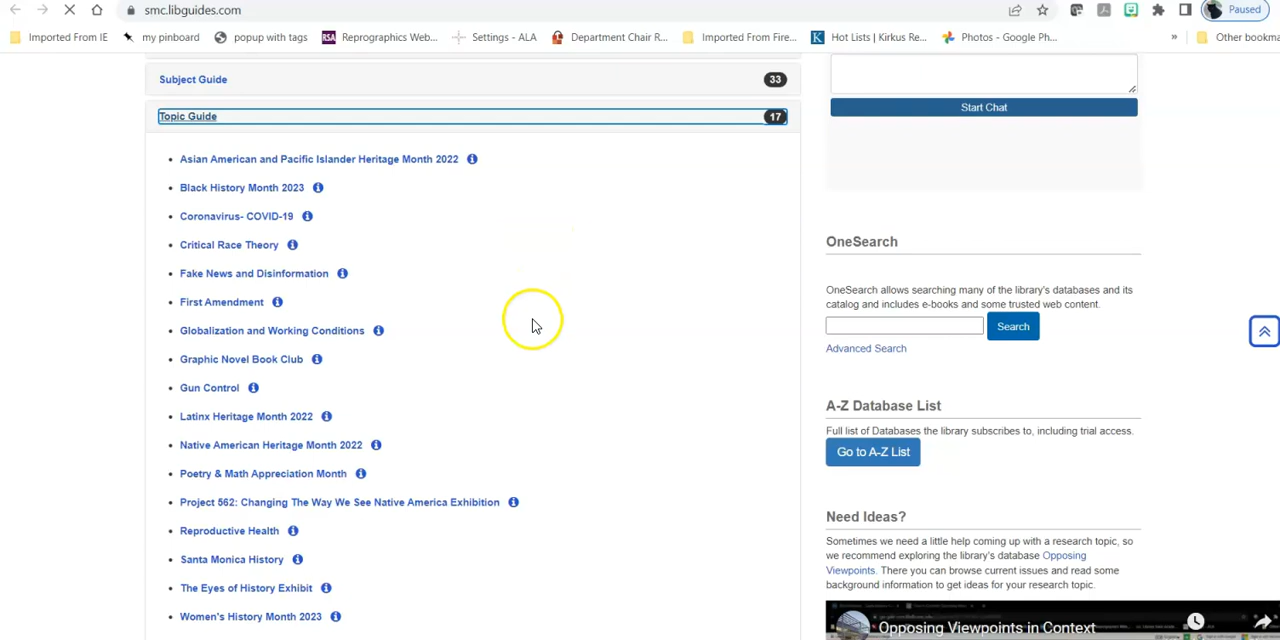 smc.libguides.com
Paused
Imported From IE
my pinboard
popup with tags
RSA
Reprographics Web...
Settings - ALA
Department Chair R...
Imported From Fire...
K
Hot Lists | Kirkus Re...
Photos - Google Ph...
»
Other bookma
Subject Guide 33
Topic Guide 17
Asian American and Pacific Islander Heritage Month 2022
Black History Month 2023
Coronavirus- COVID-19
Critical Race Theory
Fake News and Disinformation
First Amendment
Globalization and Working Conditions
Graphic Novel Book Club
Gun Control
Latinx Heritage Month 2022
Native American Heritage Month 2022
Poetry & Math Appreciation Month
Project 562: Changing The Way We See Native America Exhibition
Reproductive Health
Santa Monica History
The Eyes of History Exhibit
Women's History Month 2023
Start Chat
OneSearch
OneSearch allows searching many of the library's databases and its
catalog and includes e-books and some trusted web content.
Search
Advanced Search
A-Z Database List
Full list of Databases the library subscribes to, including trial access.
Go to A-Z List
Need Ideas?
Sometimes we need a little help coming up with a research topic, so
we recommend exploring the library's database Opposing
Viewpoints. There you can browse current issues and read some
background information to get ideas for your research topic.
Opposing Viewpoints in Context